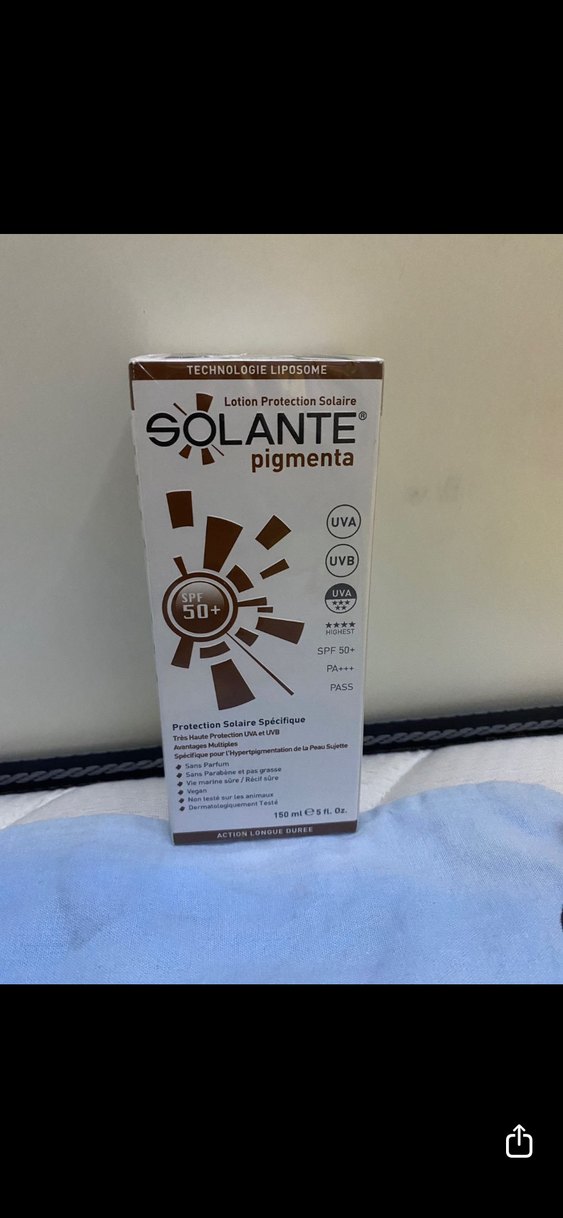 TECHNOLOGIE LIPOSOME
Lotion Protection Solaire
SOLANTE®
pigmenta
UVA
UVB
UVA
HIGHEST
SPF 50+
PA+++
PASS
SPF
50+
Protection Solaire Spécifique
Très Haute Protection UVA et UVB
Avantages Multiples
Spécifique pour l'Hypertpigmentation de la Peau Sujette
Sans Parfum
Sans Parabène et pas grasse
Vie marine sûre / Récif sûre
Vegan
Non testé sur les animaux
Dermatologiquement Testé
150 ml ℮ 5 fl. Oz.
ACTION LONGUE DUREE